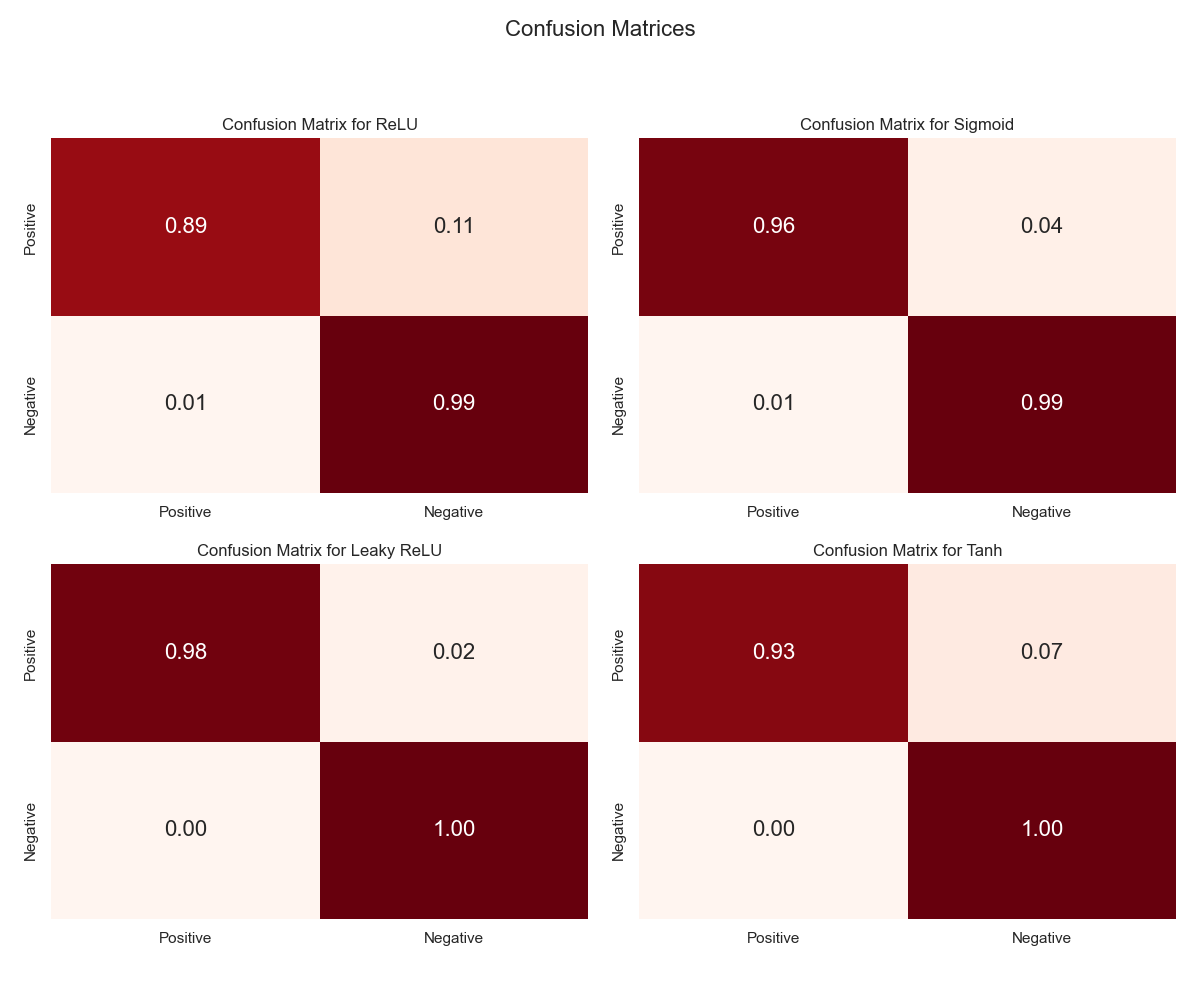 Confusion Matrices
Confusion Matrix for ReLU
Positive
0.89
0.11
Negative
0.01
0.99
Positive
Negative
Confusion Matrix for Sigmoid
Positive
0.96
0.04
Negative
0.01
0.99
Positive
Negative
Confusion Matrix for Leaky ReLU
Positive
0.98
0.02
Negative
0.00
1.00
Positive
Negative
Confusion Matrix for Tanh
Positive
0.93
0.07
Negative
0.00
1.00
Positive
Negative